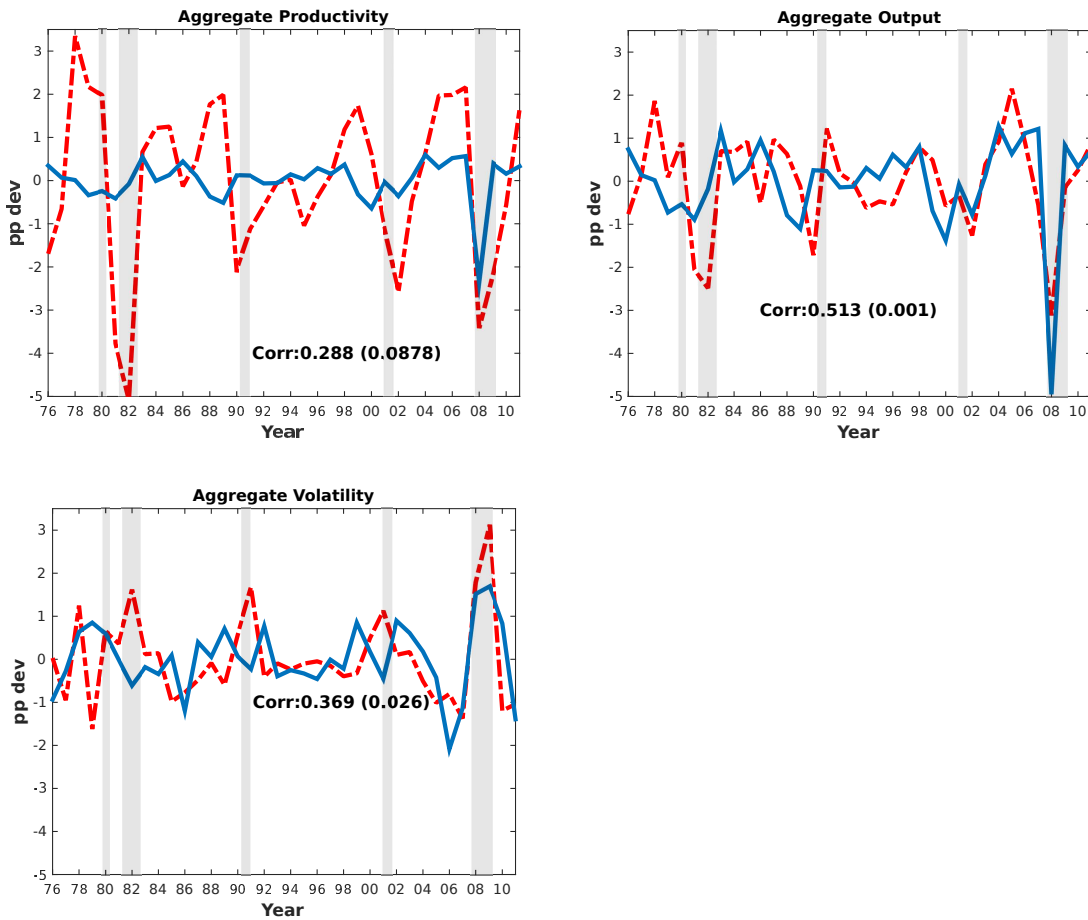 Aggregate Productivity
3
2
1
0
-1
-2
-3
-4
-5
pp dev
Corr:0.288 (0.0878)
76 78 80 82 84 86 88 90 92 94 96 98 00 02 04 06 08 10
Year
Aggregate Output
3
2
1
0
-1
-2
-3
-4
-5
pp dev
Corr:0.513 (0.001)
76 78 80 82 84 86 88 90 92 94 96 98 00 02 04 06 08 10
Year
Aggregate Volatility
3
2
1
0
-1
-2
-3
-4
-5
pp dev
Corr:0.369 (0.026)
76 78 80 82 84 86 88 90 92 94 96 98 00 02 04 06 08 10
Year